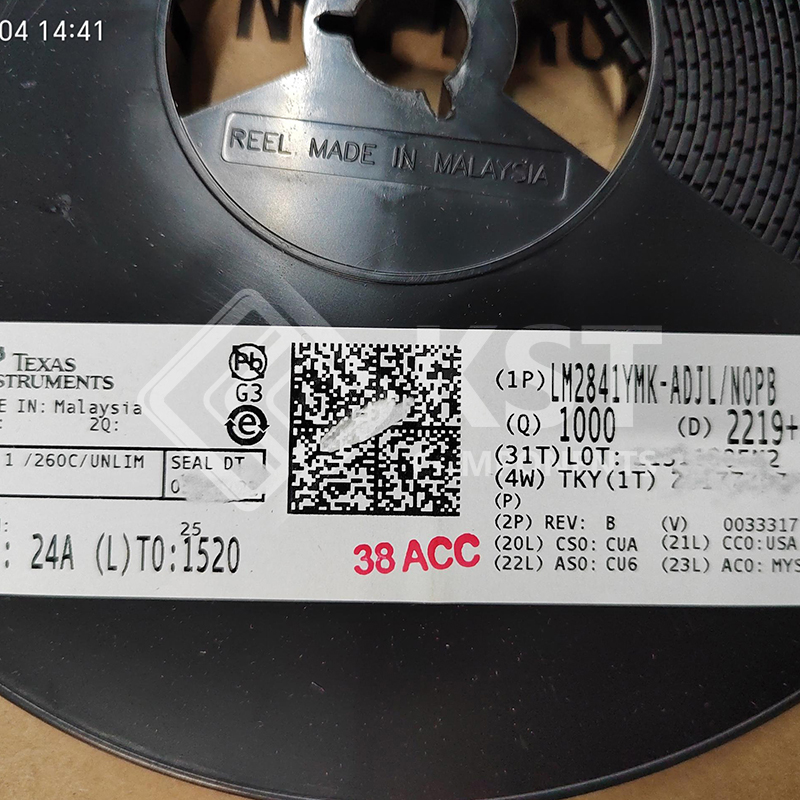 04 14:41
REEL MADE IN MALAYSIA
KST
TEXAS
STRUMENTS
E IN: Malaysia
2Q:
1 /260C/UNLIM
SEAL DT
Pb
G3
e
25
: 24A (L)TO:1520
38 ACC
(1P)LM2841YMK-ADJL/NOPB
(Q) 1000 (D) 2219+
(31T)LOT:
(4W) TKY(1T)
(P)
(2P) REV: B (V) 0033317
(20L) CSO: CUA (21L) CCO:USA
(22L) ASO: CU6 (23L) ACO: MYS